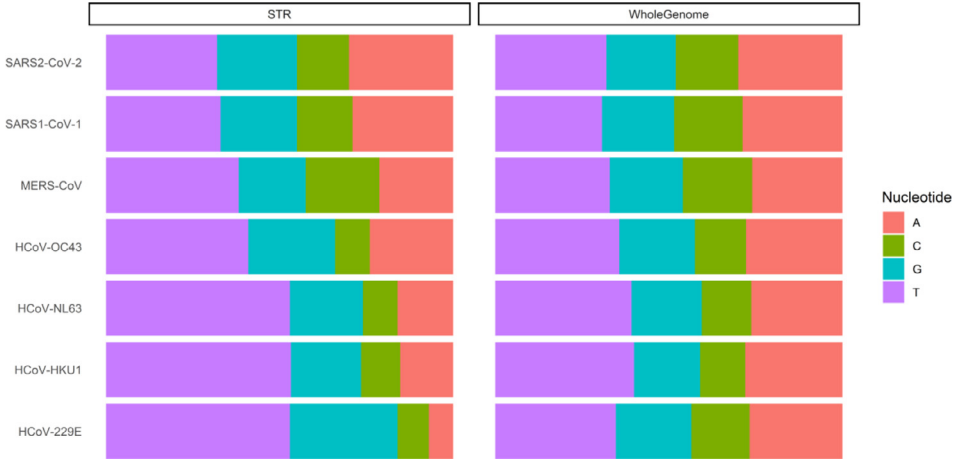 STR
WholeGenome
SARS2-CoV-2
SARS1-CoV-1
MERS-CoV
HCoV-OC43
HCoV-NL63
HCoV-HKU1
HCoV-229E
Nucleotide
A
C
G
T